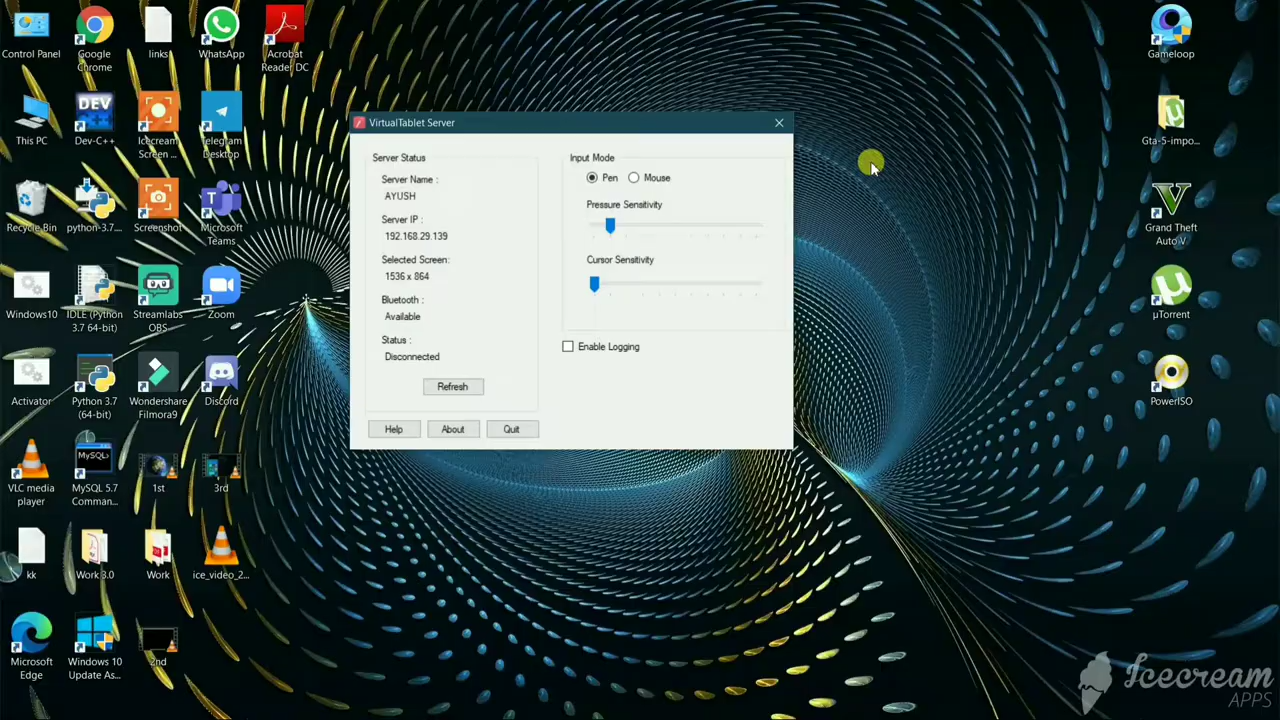 VirtualTablet Server
Server Status
Server Name :
AYUSH
Server IP :
192.168.29.139
Selected Screen:
1536 x 864
Bluetooth :
Available
Status :
Disconnected
Refresh
Help About Quit
Input Mode
Pen Mouse
Pressure Sensitivity
Cursor Sensitivity
Enable Logging
Control Panel
Google
Chrome
links
WhatsApp
Acrobat
Reader DC
This PC
DEV
Dev-C++
Icecream
Screen ...
Telegram
Desktop
Recycle Bin
python-3.7....
Screenshot
Microsoft
Teams
Windows10
IDLE (Python
3.7 64-bit)
Streamlabs
OBS
Zoom
Activator
Python 3.7
(64-bit)
Wondershare
Filmora9
Discord
VLC media
player
MySQL>
MySQL 5.7
Comman...
1st
3rd
kk
Work 3.0
Work
ice_video_2...
Microsoft
Edge
Windows 10
Update As...
2nd
Gameloop
Gta-5-impo...
Grand Theft
Auto V
µTorrent
PowerISO
Icecream
APPS